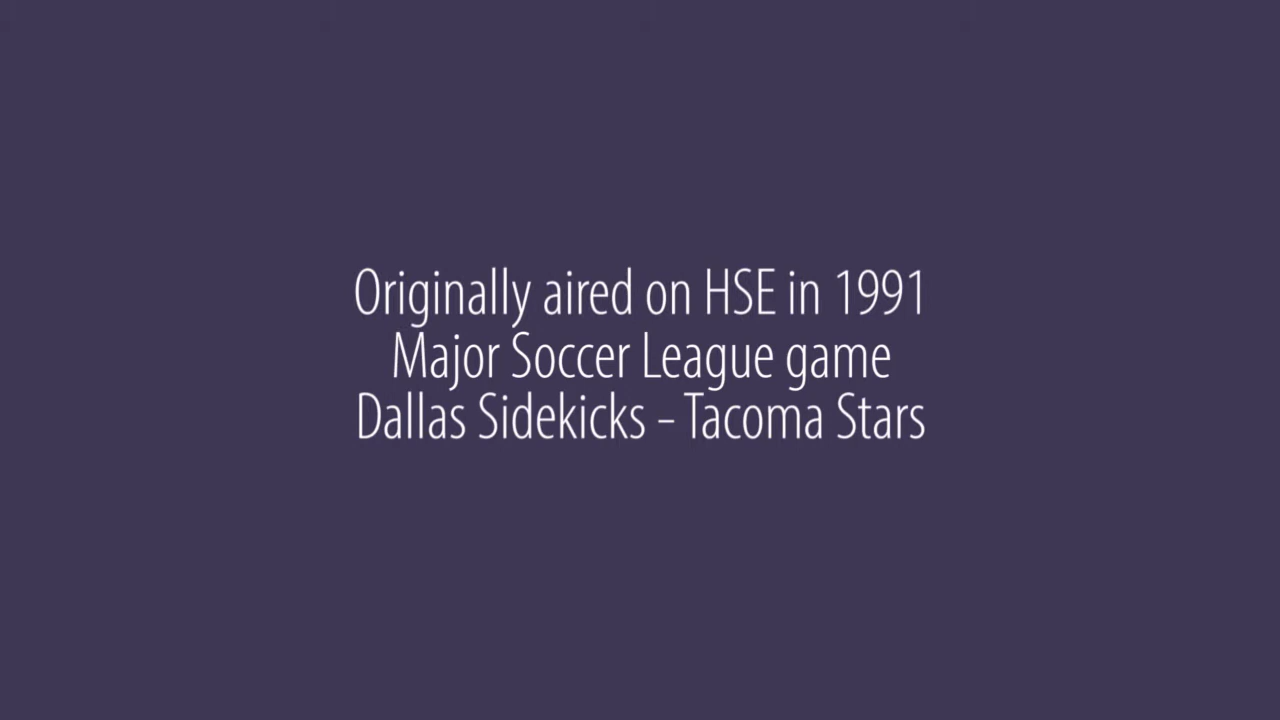 Originally aired on HSE in 1991
Major Soccer League game
Dallas Sidekicks – Tacoma Stars